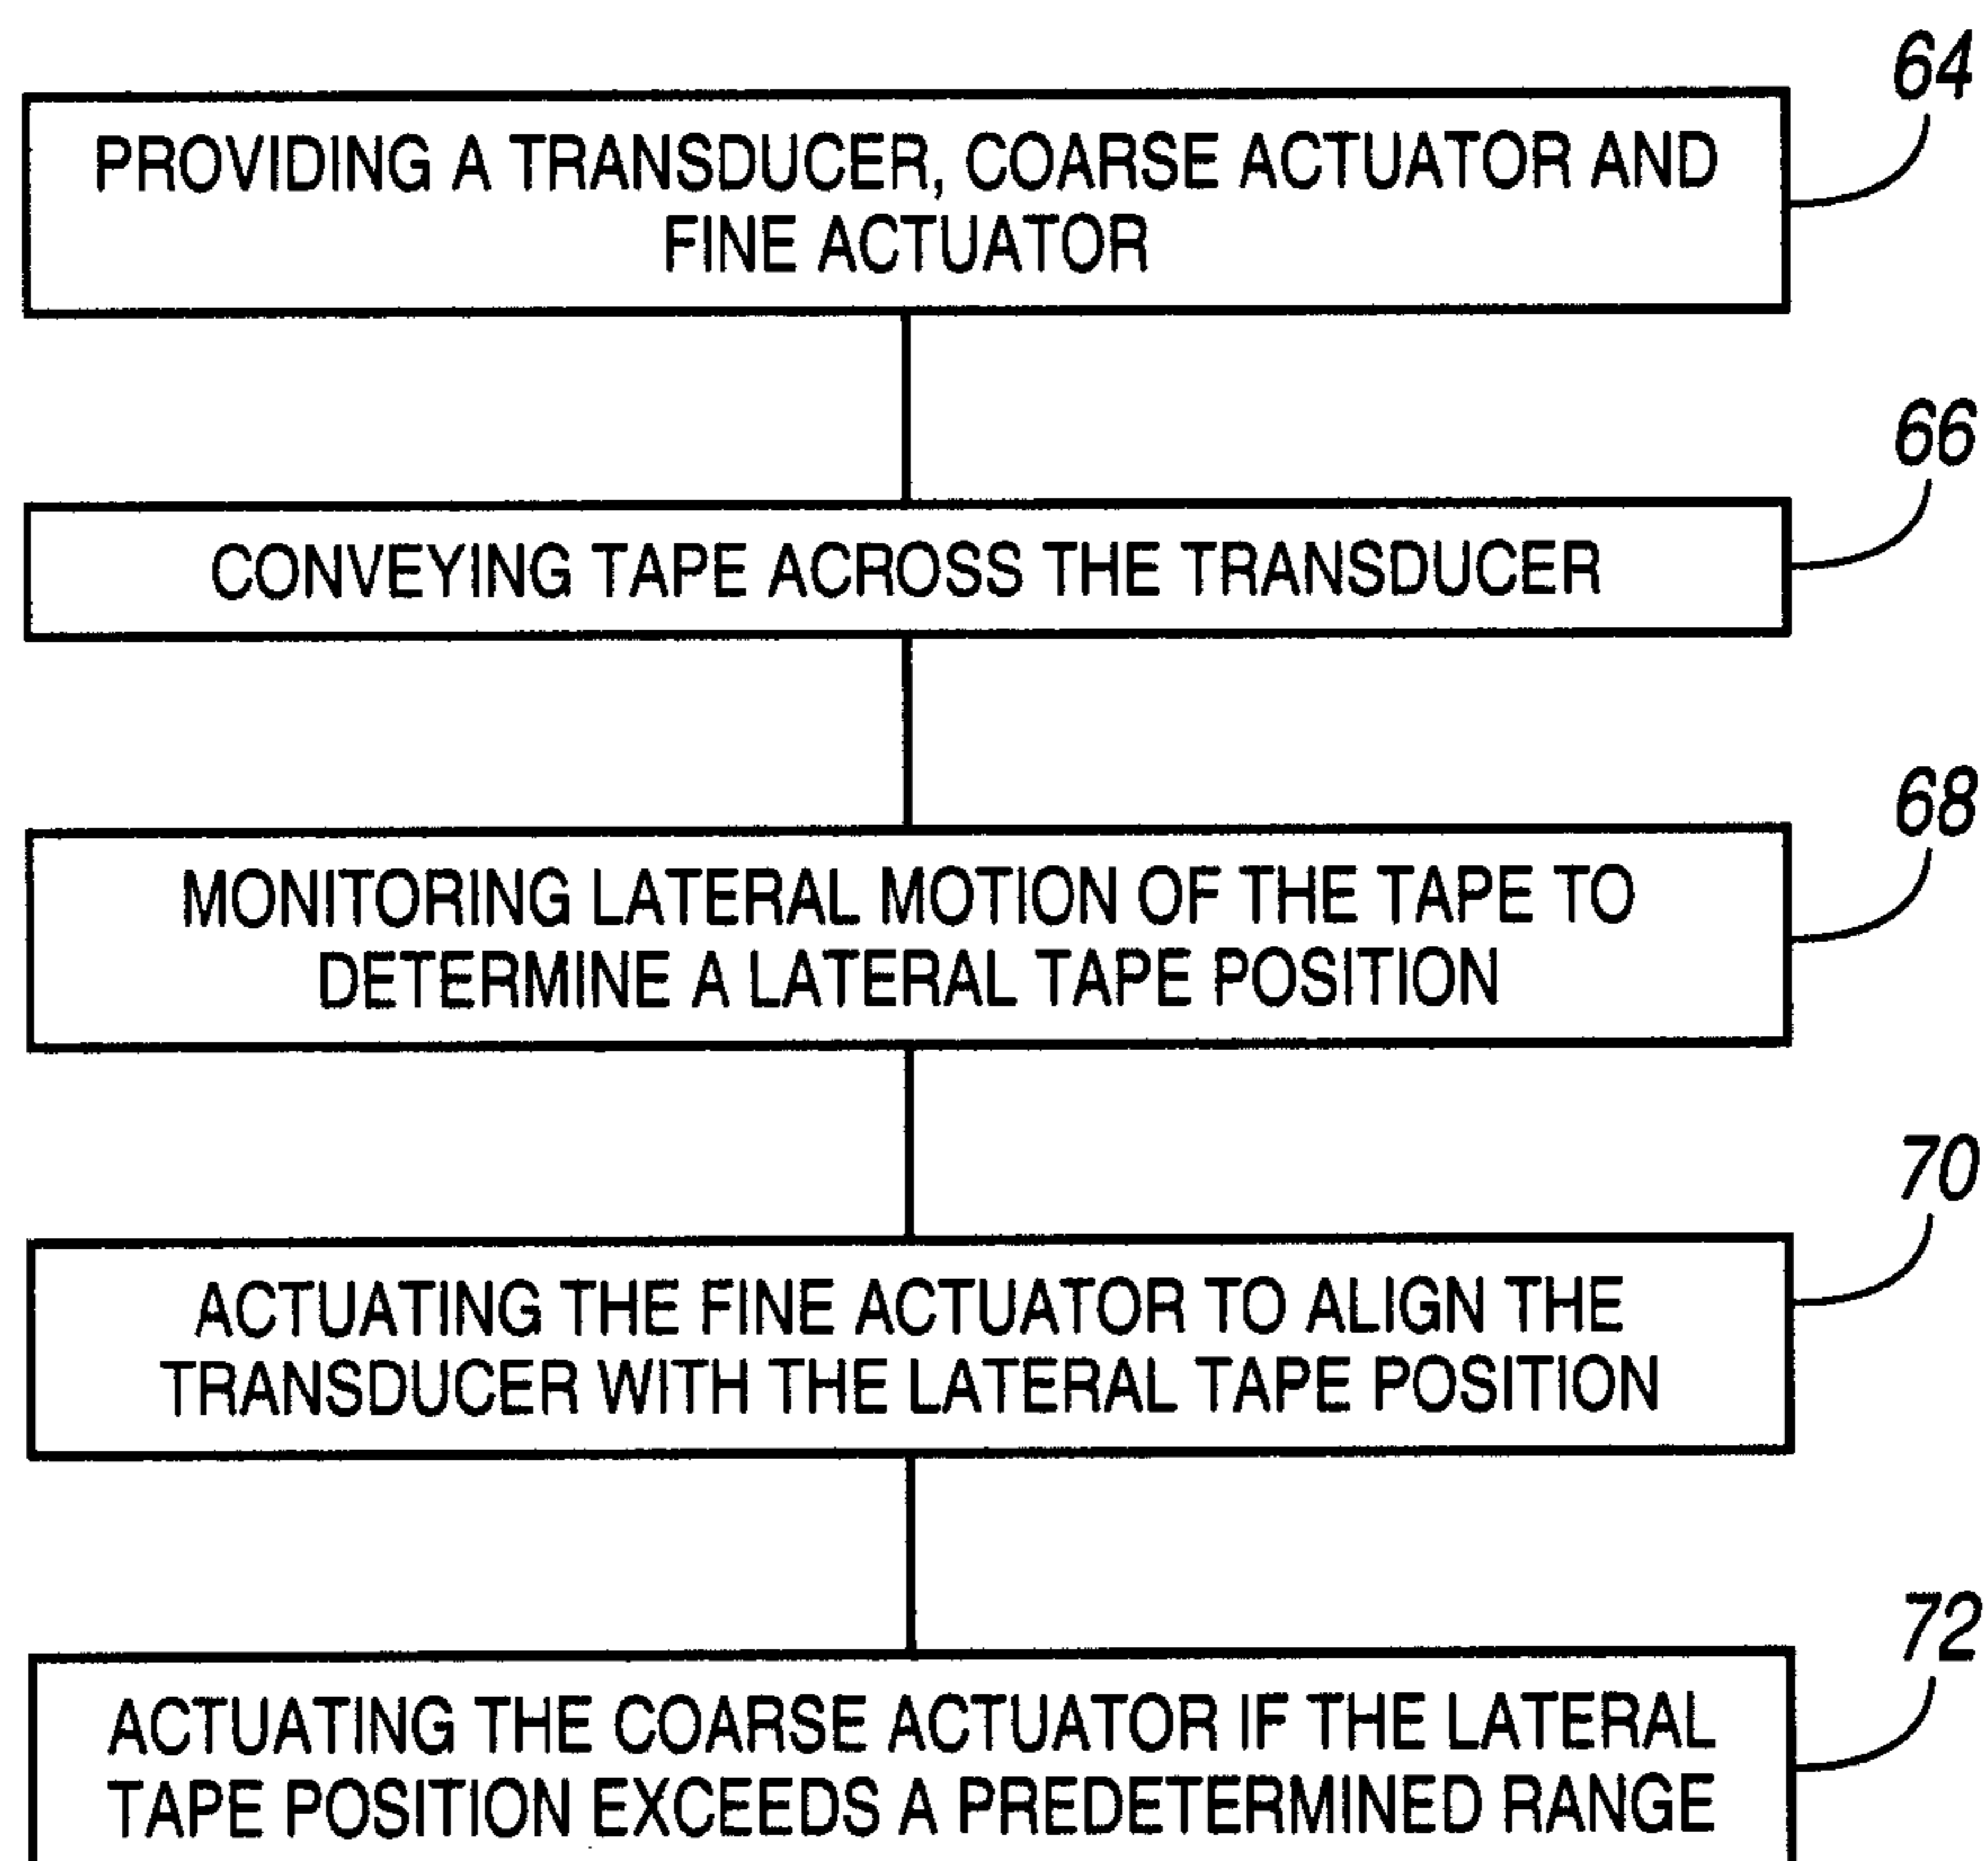 64
PROVIDING A TRANSDUCER, COARSE ACTUATOR AND
FINE ACTUATOR
66
CONVEYING TAPE ACROSS THE TRANSDUCER
68
MONITORING LATERAL MOTION OF THE TAPE TO
DETERMINE A LATERAL TAPE POSITION
70
ACTUATING THE FINE ACTUATOR TO ALIGN THE
TRANSDUCER WITH THE LATERAL TAPE POSITION
72
ACTUATING THE COARSE ACTUATOR IF THE LATERAL
TAPE POSITION EXCEEDS A PREDETERMINED RANGE